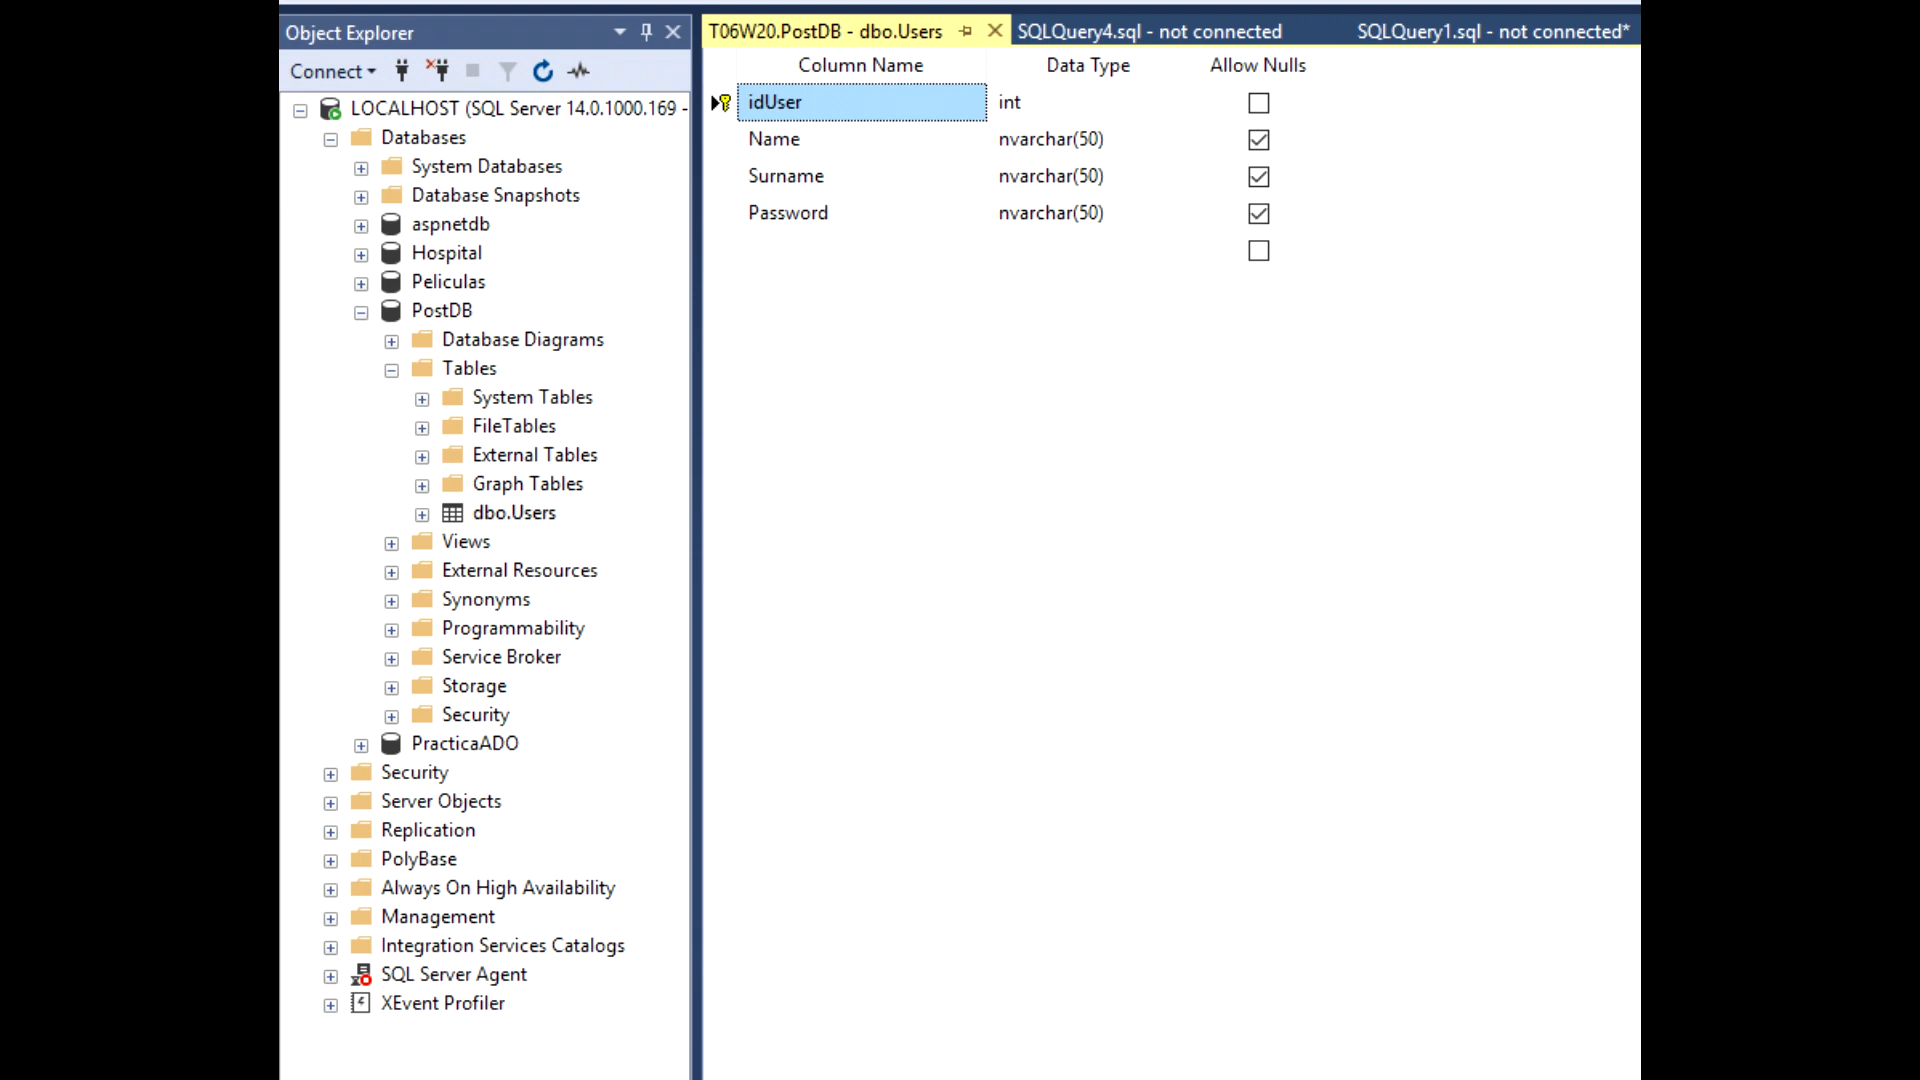 Object Explorer
Connect
LOCALHOST (SQL Server 14.0.1000.169 -
Databases
System Databases
Database Snapshots
aspnetdb
Hospital
Peliculas
PostDB
Database Diagrams
Tables
System Tables
FileTables
External Tables
Graph Tables
dbo.Users
Views
External Resources
Synonyms
Programmability
Service Broker
Storage
Security
PracticaADO
Security
Server Objects
Replication
PolyBase
Always On High Availability
Management
Integration Services Catalogs
SQL Server Agent
XEvent Profiler
T06W20.PostDB - dbo.Users SQLQuery4.sql - not connected SQLQuery1.sql - not connected*
Column Name Data Type Allow Nulls
idUser int
Name nvarchar(50)
Surname nvarchar(50)
Password nvarchar(50)